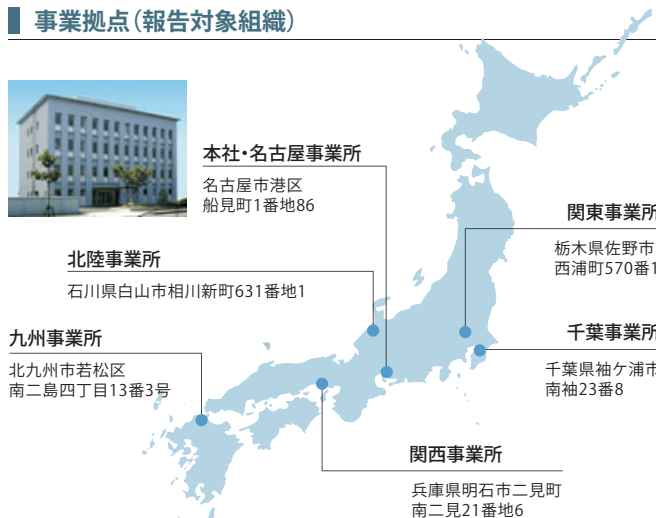 事業拠点（報告対象組織）
本社・名古屋事業所
名古屋市港区
船見町1番地86
関東事業所
栃木県佐野市
西浦町570番1
北陸事業所
石川県白山市相川新町631番地1
九州事業所
北九州市若松区
南二島四丁目13番3号
千葉事業所
千葉県袖ケ浦市
南袖23番8
関西事業所
兵庫県明石市二見町
南二見21番地6